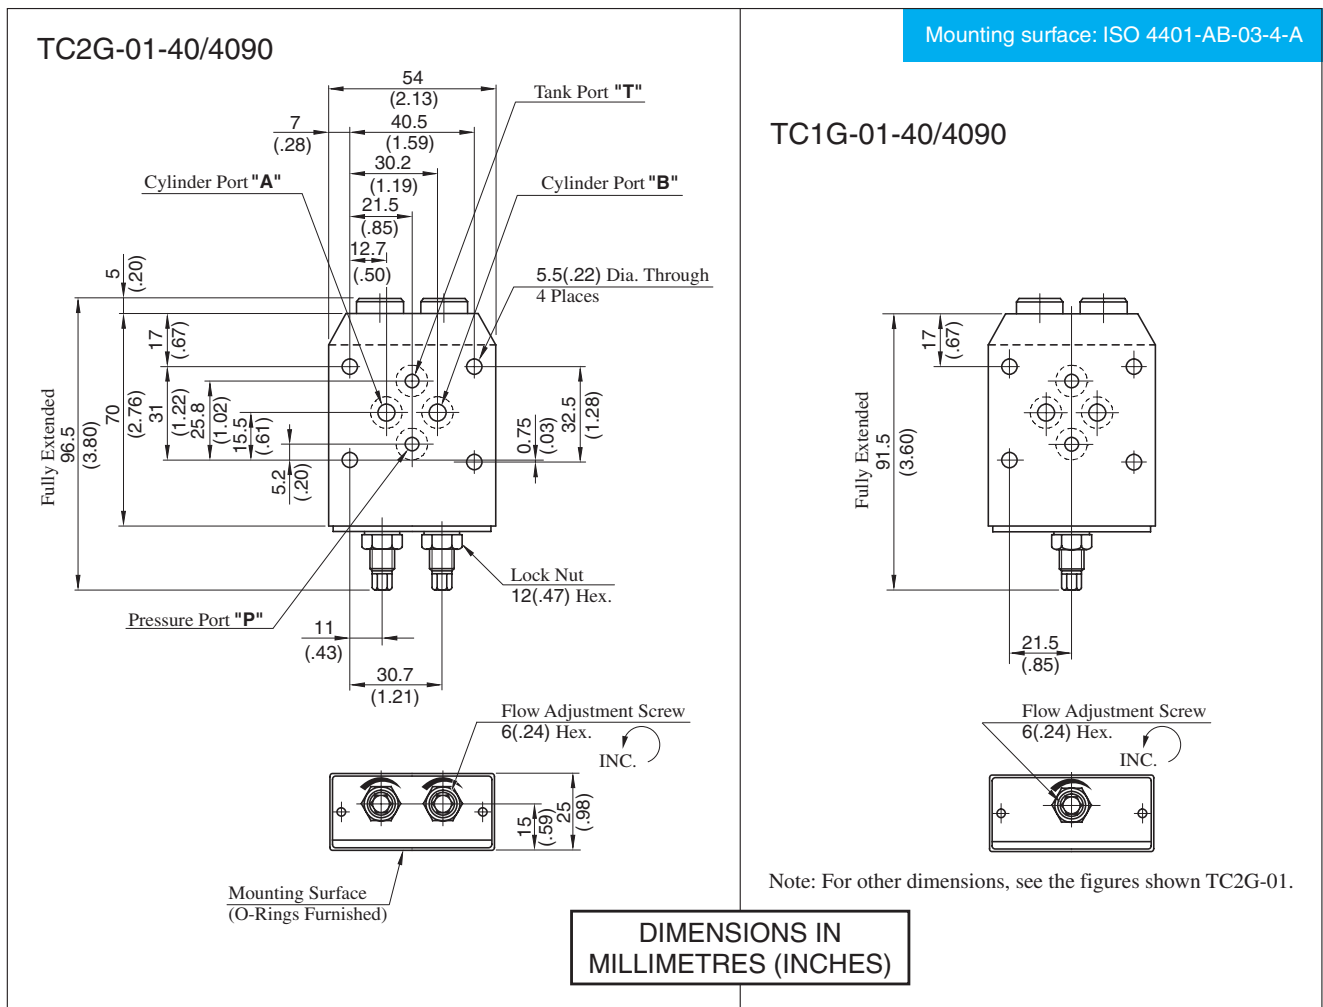 TC2G-01-40/4090
54
(2.13)
Tank Port "T"
7
(.28)
40.5
(1.59)
30.2
(1.19)
Cylinder Port "A"
Cylinder Port "B"
21.5
(.85)
12.7
(.50)
5
(.20)
5.5(.22) Dia. Through
4 Places
17
(.67)
Fully Extended
96.5
(3.80)
70
(2.76)
31
(1.22)
25.8
(1.02)
15.5
(.61)
5.2
(.20)
0.75
(.03)
32.5
(1.28)
Lock Nut
12(.47) Hex.
Pressure Port "P"
11
(.43)
30.7
(1.21)
Flow Adjustment Screw
6(.24) Hex.
INC.
15
(.59)
25
(.98)
Mounting Surface
(O-Rings Furnished)
Mounting surface: ISO 4401-AB-03-4-A
TC1G-01-40/4090
17
(.67)
Fully Extended
91.5
(3.60)
21.5
(.85)
Flow Adjustment Screw
6(.24) Hex.
INC.
Note: For other dimensions, see the figures shown TC2G-01.
DIMENSIONS IN
MILLIMETRES (INCHES)